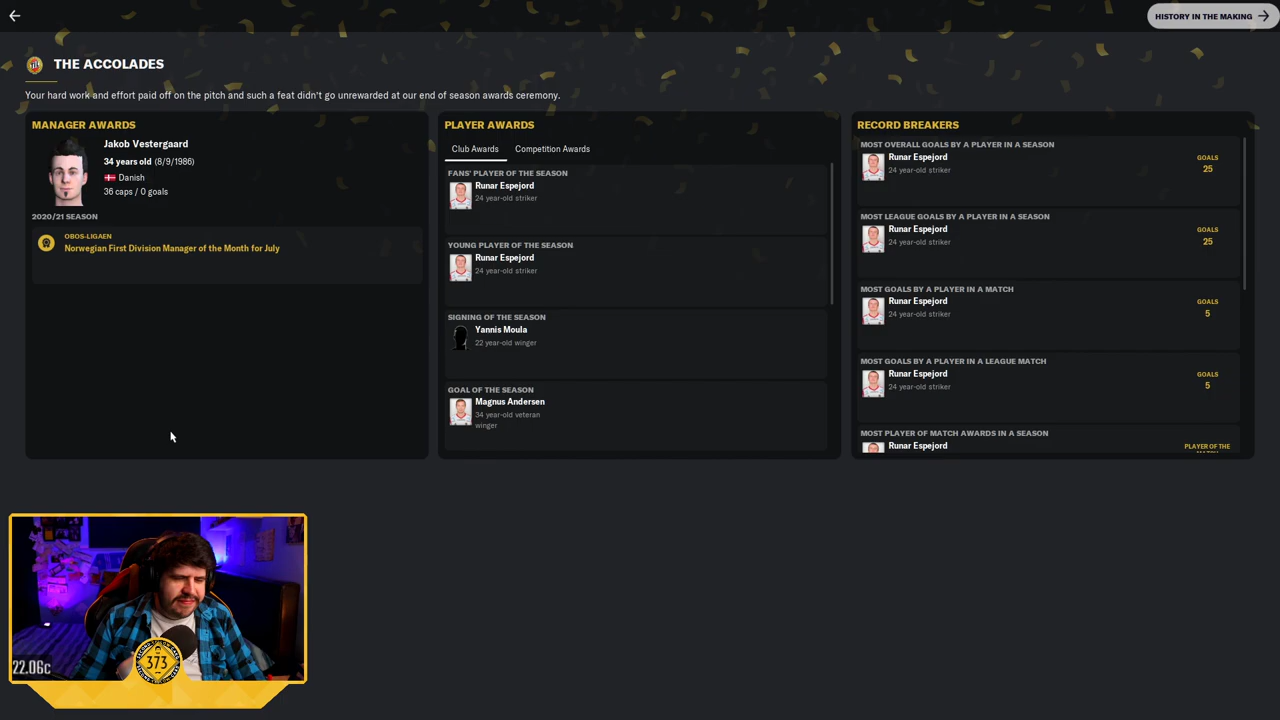 HISTORY IN THE MAKING
THE ACCOLADES
Your hard work and effort paid off on the pitch and such a feat didn't go unrewarded at our end of season awards ceremony.
MANAGER AWARDS
Jakob Vestergaard
34 years old (8/9/1986)
Danish
36 caps / 0 goals
2020/21 SEASON
OBOS-LIGAEN
Norwegian First Division Manager of the Month for July
PLAYER AWARDS
Club Awards Competition Awards
FANS' PLAYER OF THE SEASON
Runar Espejord
24 year-old striker
YOUNG PLAYER OF THE SEASON
Runar Espejord
24 year-old striker
SIGNING OF THE SEASON
Yannis Moula
22 year-old winger
GOAL OF THE SEASON
Magnus Andersen
34 year-old veteran
winger
RECORD BREAKERS
MOST OVERALL GOALS BY A PLAYER IN A SEASON
Runar Espejord GOALS
24 year-old striker 25
MOST LEAGUE GOALS BY A PLAYER IN A SEASON
Runar Espejord GOALS
24 year-old striker 25
MOST GOALS BY A PLAYER IN A MATCH
Runar Espejord GOALS
24 year-old striker 5
MOST GOALS BY A PLAYER IN A LEAGUE MATCH
Runar Espejord GOALS
24 year-old striker 5
MOST PLAYER OF MATCH AWARDS IN A SEASON
Runar Espejord PLAYER OF THE
22.06c
373